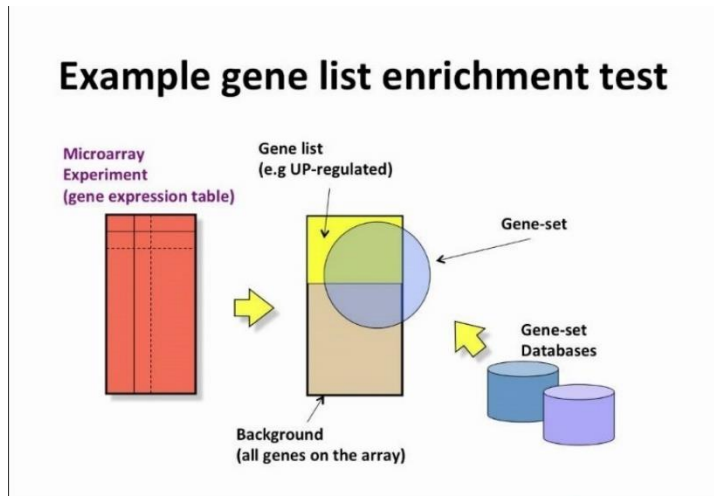 Example gene list enrichment test
Microarray
Experiment
(gene expression table)
Gene list
(e.g UP-regulated)
Gene-set
Gene-set
Databases
Background
(all genes on the array)